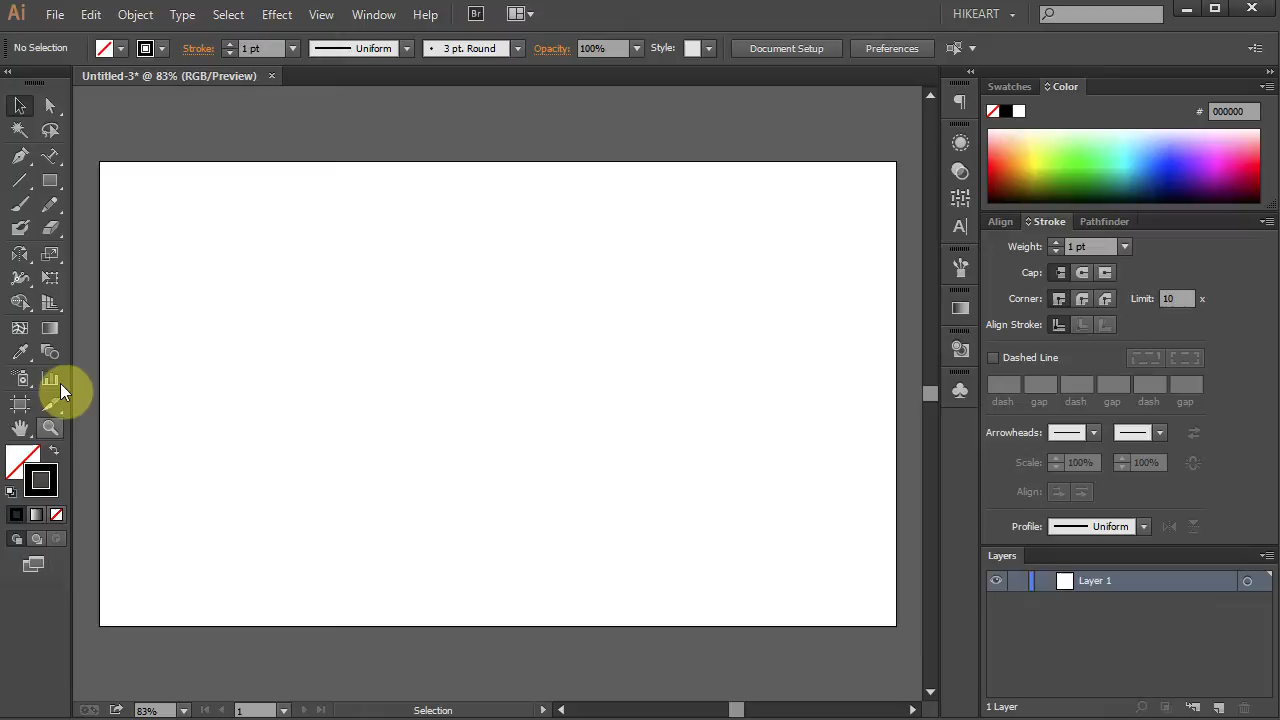 Ai File Edit Object Type Select Effect View Window Help Br HIKEART
No Selection Stroke: 1 pt Uniform 3 pt. Round Opacity: 100% Style: Document Setup Preferences
Untitled-3* @ 83% (RGB/Preview)
Swatches Color
# 000000
Align Stroke Pathfinder
Weight: 1 pt
Cap:
Corner: Limit: 10 x
Align Stroke:
Dashed Line
dash gap dash gap dash gap
Arrowheads:
Scale: 100% 100%
Align:
Profile: Uniform
Layers
Layer 1
1 Layer
83% 1 Selection